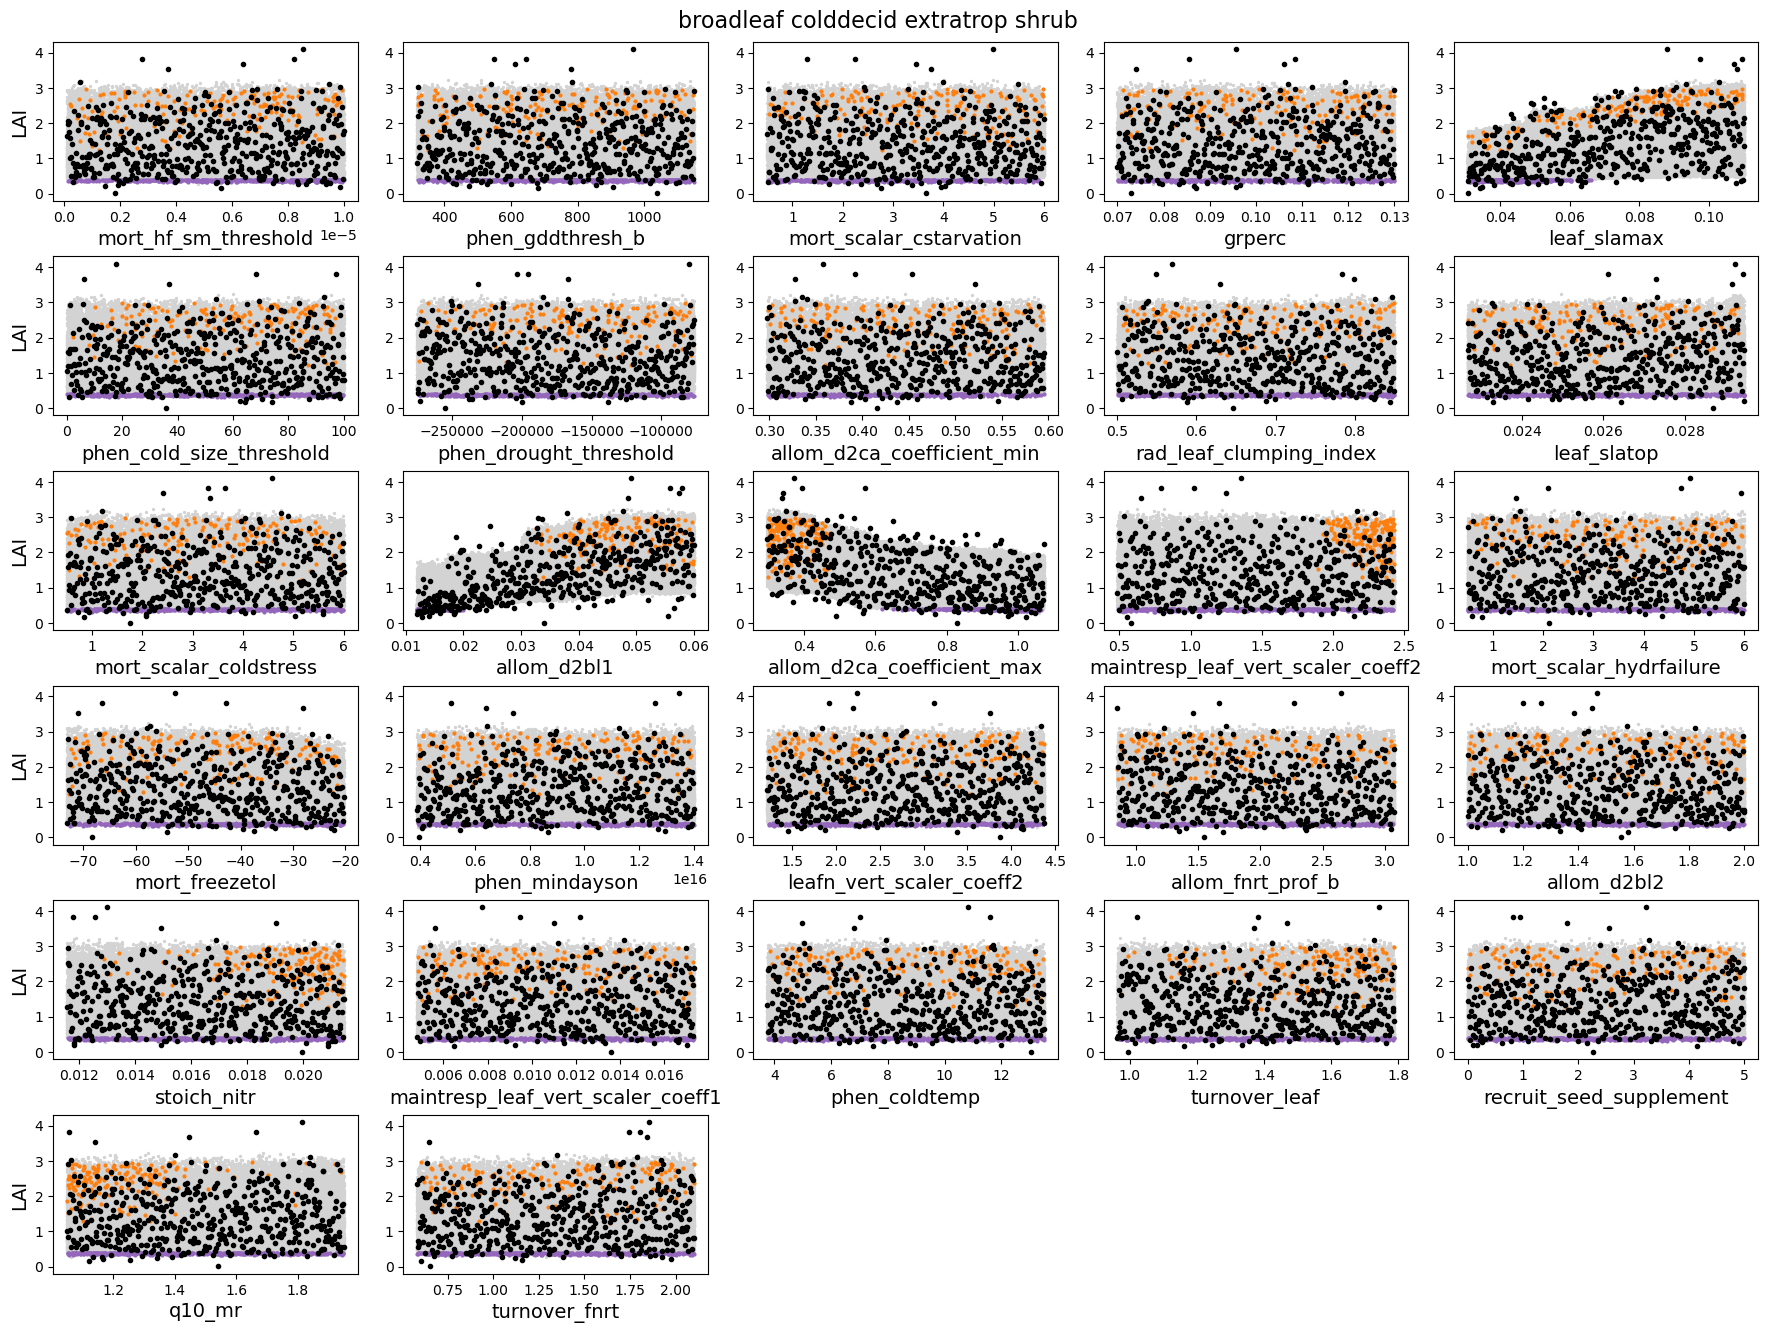 broadleaf colddecid extratrop shrub
LAI
4
3
2
1
0
0.0 0.2 0.4 0.6 0.8 1.0
1e−5
mort_hf_sm_threshold
4
3
2
1
0
400 600 800 1000
phen_gddthresh_b
4
3
2
1
0
1 2 3 4 5 6
mort_scalar_cstarvation
4
3
2
1
0
0.07 0.08 0.09 0.10 0.11 0.12 0.13
grperc
4
3
2
1
0
0.04 0.06 0.08 0.10
leaf_slamax
LAI
4
3
2
1
0
0 20 40 60 80 100
phen_cold_size_threshold
4
3
2
1
0
−250000 −200000 −150000 −100000
phen_drought_threshold
4
3
2
1
0
0.30 0.35 0.40 0.45 0.50 0.55 0.60
allom_d2ca_coefficient_min
4
3
2
1
0
0.5 0.6 0.7 0.8
rad_leaf_clumping_index
4
3
2
1
0
0.024 0.026 0.028
leaf_slatop
LAI
4
3
2
1
0
1 2 3 4 5 6
mort_scalar_coldstress
4
3
2
1
0
0.01 0.02 0.03 0.04 0.05 0.06
allom_d2bl1
4
3
2
1
0
0.4 0.6 0.8 1.0
allom_d2ca_coefficient_max
4
3
2
1
0
0.5 1.0 1.5 2.0 2.5
maintresp_leaf_vert_scaler_coeff2
4
3
2
1
0
1 2 3 4 5 6
mort_scalar_hydrfailure
LAI
4
3
2
1
0
−70 −60 −50 −40 −30 −20
mort_freezetol
4
3
2
1
0
0.4 0.6 0.8 1.0 1.2 1.4
1e16
phen_mindayson
4
3
2
1
0
1.5 2.0 2.5 3.0 3.5 4.0 4.5
leafn_vert_scaler_coeff2
4
3
2
1
0
1.0 1.5 2.0 2.5 3.0
allom_fnrt_prof_b
4
3
2
1
0
1.0 1.2 1.4 1.6 1.8 2.0
allom_d2bl2
LAI
4
3
2
1
0
0.012 0.014 0.016 0.018 0.020
stoich_nitr
4
3
2
1
0
0.006 0.008 0.010 0.012 0.014 0.016
maintresp_leaf_vert_scaler_coeff1
4
3
2
1
0
4 6 8 10 12
phen_coldtemp
4
3
2
1
0
1.0 1.2 1.4 1.6 1.8
turnover_leaf
4
3
2
1
0
0 1 2 3 4 5
recruit_seed_supplement
LAI
4
3
2
1
0
1.2 1.4 1.6 1.8
q10_mr
4
3
2
1
0
0.75 1.00 1.25 1.50 1.75 2.00
turnover_fnrt